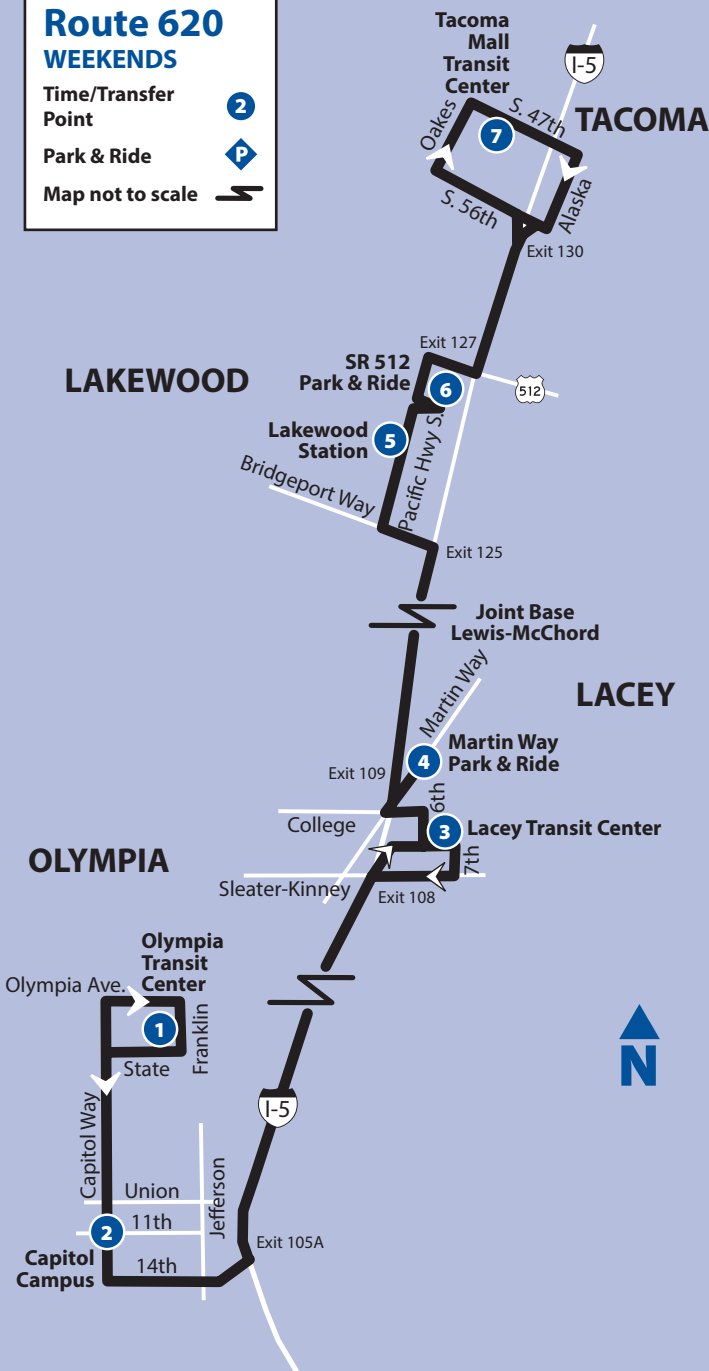 Route 620
WEEKENDS
Time/Transfer
Point
2
Park & Ride
P
Map not to scale
Tacoma
Mall
Transit
Center
I-5
TACOMA
Oakes
7
S. 47th
Alaska
S. 56th
Exit 130
Exit 127
LAKEWOOD
SR 512
Park & Ride
6
512
Lakewood
Station
5
Pacific Hwy S.
Bridgeport Way
Exit 125
Joint Base
Lewis-McChord
Martin Way
LACEY
4
Martin Way
Park & Ride
Exit 109
6th
College
3
Lacey Transit Center
7th
OLYMPIA
Sleater-Kinney
Exit 108
Olympia
Transit
Center
Olympia Ave.
1
Franklin
State
N
I-5
Capitol Way
Union
Jefferson
2
11th
Exit 105A
Capitol
Campus
14th